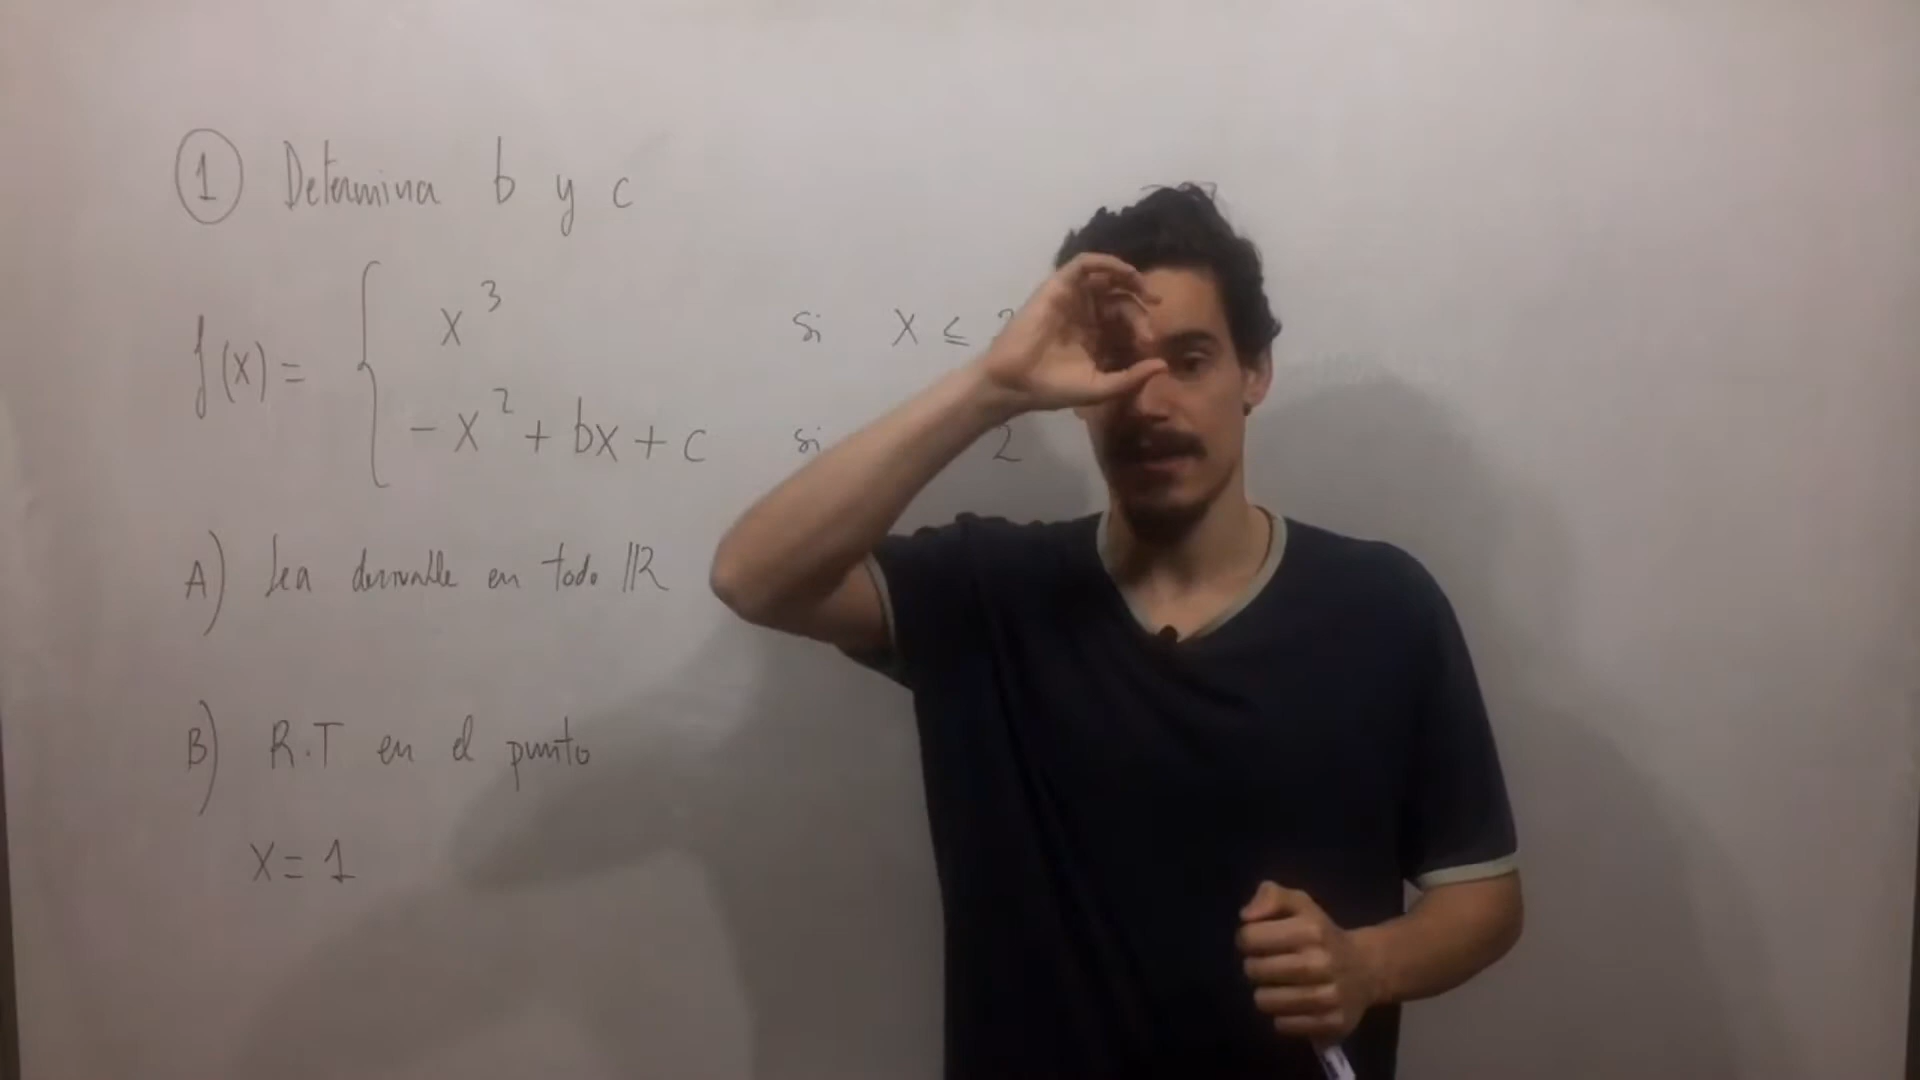 1 Determina b y c
f(x) = { x³ si x ≤
-x² + bx + c si 2
A) Sea derivable en todo ℝ
B) R.T en el punto
x = 1